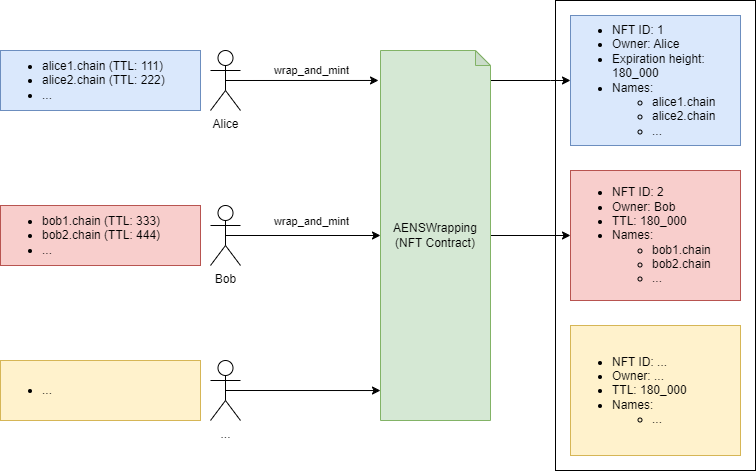 • alice1.chain (TTL: 111)
• alice2.chain (TTL: 222)
• ...
Alice
wrap_and_mint
• NFT ID: 1
• Owner: Alice
• Expiration height:
180_000
• Names:
○ alice1.chain
○ alice2.chain
○ ...
• bob1.chain (TTL: 333)
• bob2.chain (TTL: 444)
• ...
Bob
wrap_and_mint
AENSWrapping
(NFT Contract)
• NFT ID: 2
• Owner: Bob
• TTL: 180_000
• Names:
○ bob1.chain
○ bob2.chain
○ ...
• ...
...
• NFT ID: ...
• Owner: ...
• TTL: 180_000
• Names:
○ ...